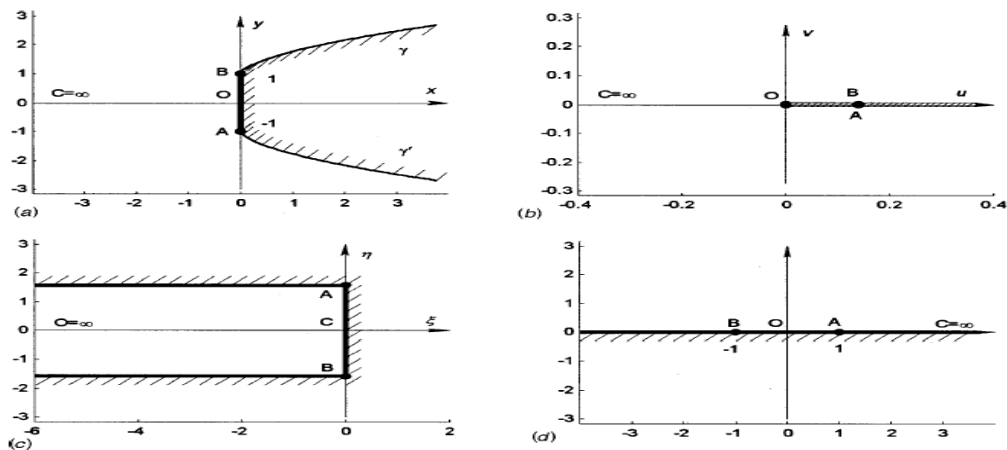 3
y
2
γ
1
B
1
C=∞
O
x
0
-1
A
-1
-2
γ'
-3
-3 -2 -1 0 1 2 3
(a)
0.3
v
0.2
0.1
C=∞
O
B
u
0
A
-0.1
-0.2
-0.3
-0.4 -0.2 0 0.2 0.4
(b)
3
η
2
A
1
O=∞
C
ξ
0
-1
B
-2
-3
-6 -4 -2 0 2
(c)
3
2
1
B O A C=∞
0
-1 1
-1
-2
-3
-3 -2 -1 0 1 2 3
(d)